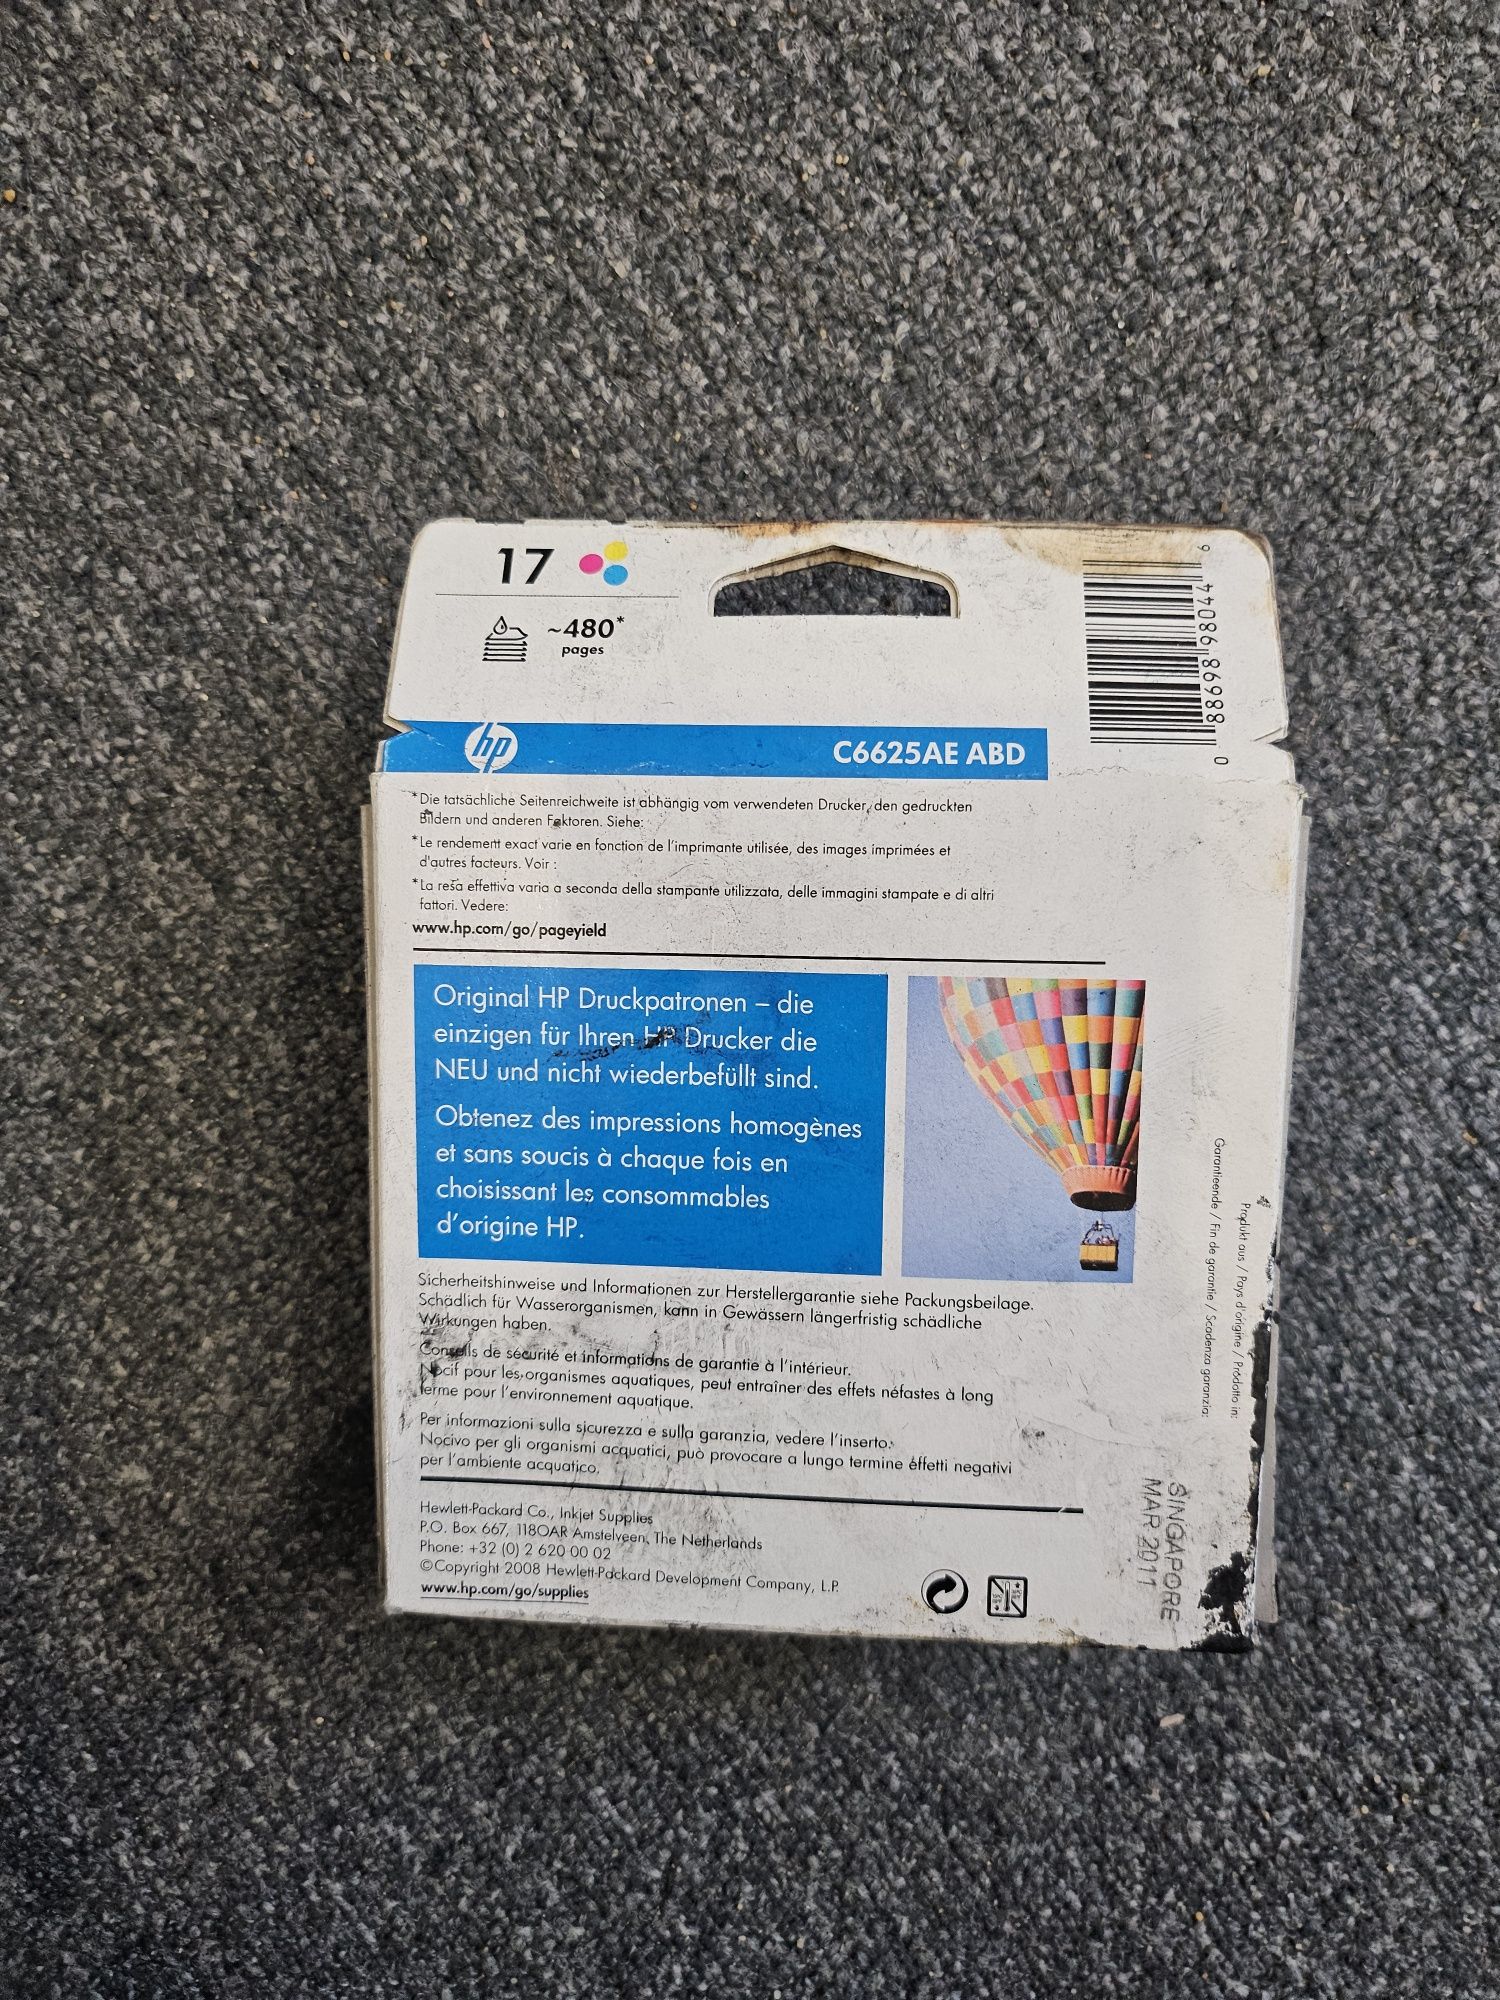 17
~480*
pages
9 44086 86988 0
hp
C6625AE ABD
*Die tatsächliche Seitenreichweite ist abhängig vom verwendeten Drucker, den gedruckten
Bildern und anderen Faktoren. Siehe:
*Le rendement exact varie en fonction de l'imprimante utilisée, des images imprimées et
d'autres facteurs. Voir :
*La resa effettiva varia a seconda della stampante utilizzata, delle immagini stampate e di altri
fattori. Vedere:
www.hp.com/go/pageyield
Original HP Druckpatronen – die
einzigen für Ihren HP Drucker die
NEU und nicht wiederbefüllt sind.
Obtenez des impressions homogènes
et sans soucis à chaque fois en
choisissant les consommables
d'origine HP.
Sicherheitshinweise und Informationen zur Herstellergarantie siehe Packungsbeilage.
Schädlich für Wasserorganismen, kann in Gewässern längerfristig schädliche
Wirkungen haben.
Conseils de sécurité et informations de garantie à l'intérieur.
Nocif pour les organismes aquatiques, peut entraîner des effets néfastes à long
terme pour l'environnement aquatique.
Per informazioni sulla sicurezza e sulla garanzia, vedere l'inserto.
Nocivo per gli organismi acquatici, può provocare a lungo termine effetti negativi
per l'ambiente acquatico.
Hewlett-Packard Co., Inkjet Supplies
P.O. Box 667, 1180AR Amstelveen, The Netherlands
Phone: +32 (0) 2 620 00 02
©Copyright 2008 Hewlett-Packard Development Company, L.P.
www.hp.com/go/supplies
Produkt aus / Pays d'origine / Prodotto in:
Garantieende / Fin de garantie / Scadenza garanzia:
SINGAPORE
MAR 2011